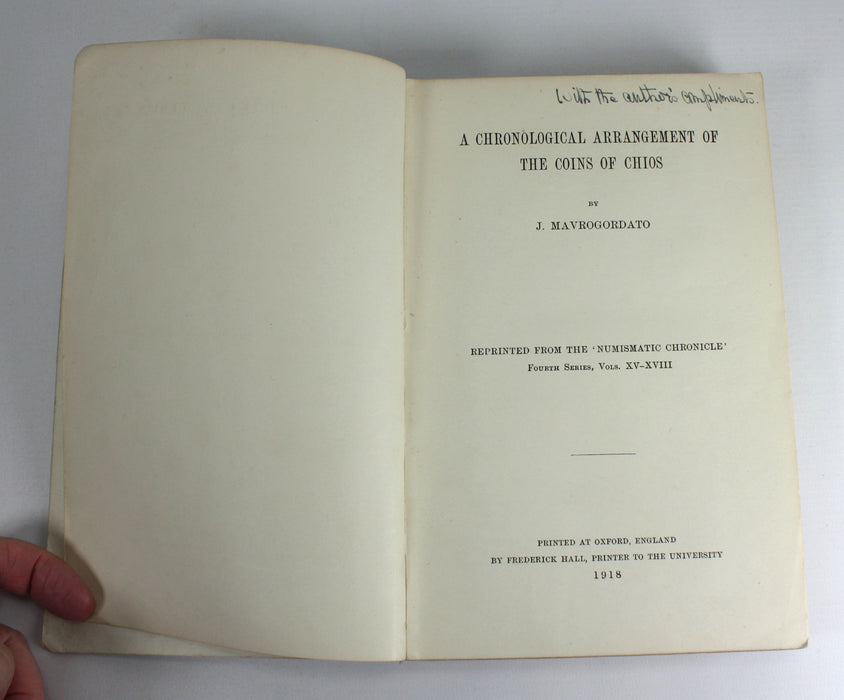 With the author's compliments.
A CHRONOLOGICAL ARRANGEMENT OF
THE COINS OF CHIOS
BY
J. MAVROGORDATO
REPRINTED FROM THE ‘NUMISMATIC CHRONICLE’
FOURTH SERIES, VOLS. XV–XVIII
PRINTED AT OXFORD, ENGLAND
BY FREDERICK HALL, PRINTER TO THE UNIVERSITY
1918